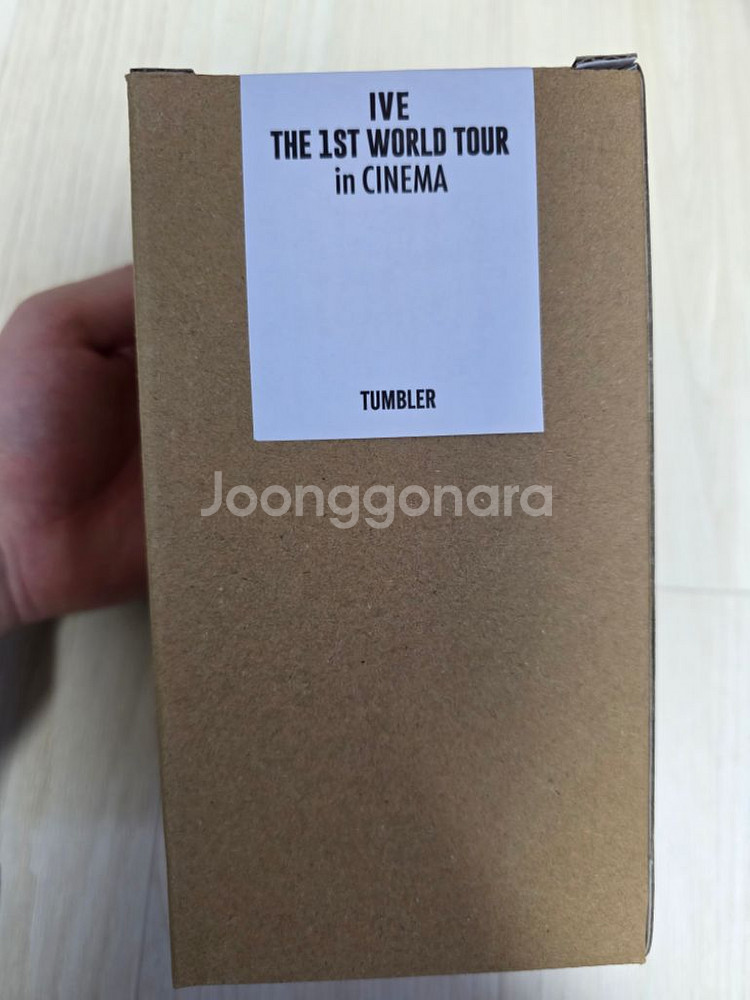 IVE
THE 1ST WORLD TOUR
in CINEMA
TUMBLER
Joonggonara